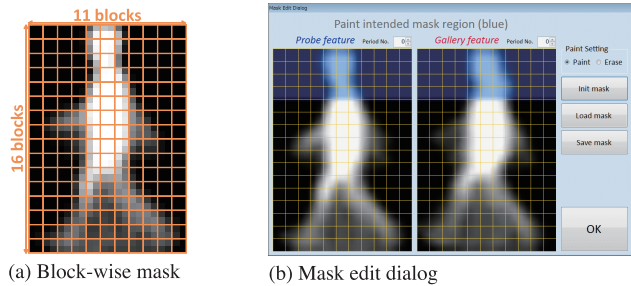 11 blocks
16 blocks
(a) Block-wise mask
Mask Edit Dialog
Paint intended mask region (blue)
Probe feature Period No. 0
Gallery feature Period No. 0
Paint Setting
Paint Erase
Init mask
Load mask
Save mask
OK
(b) Mask edit dialog